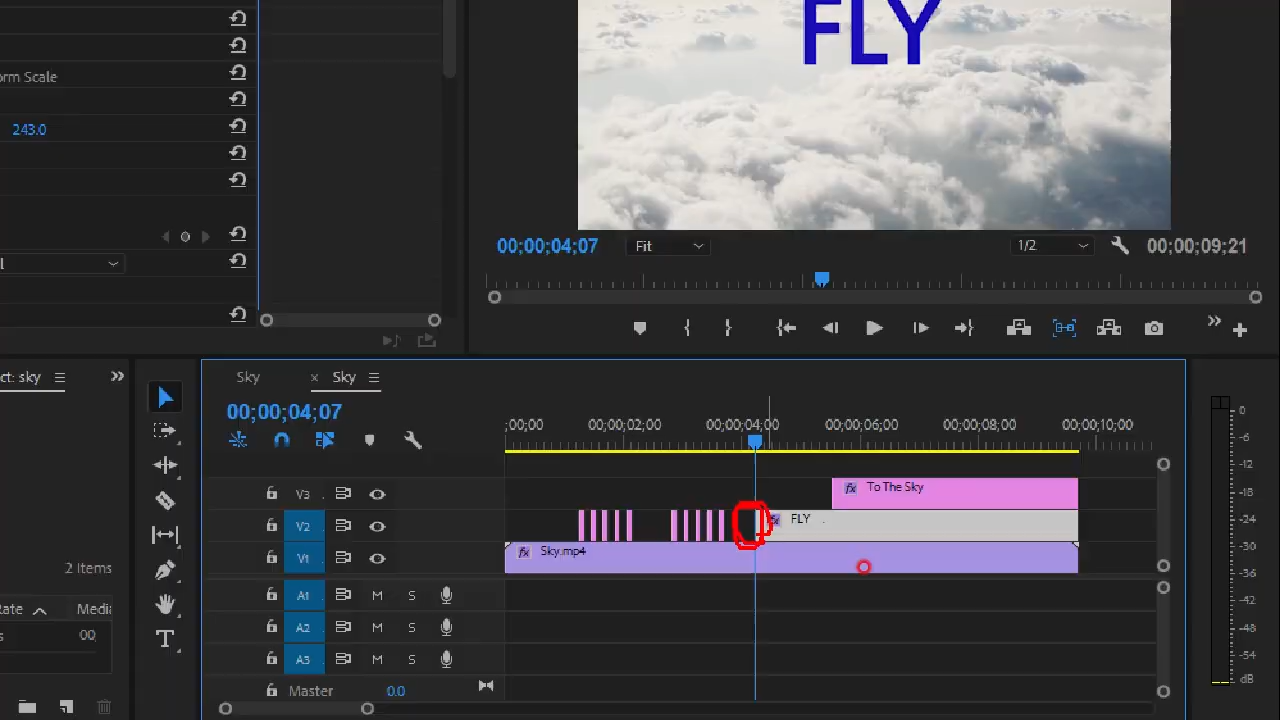 FLY
orm Scale
243.0
l
00;00;04;07
Fit
1/2
00;00;09;21
ct: sky
Sky
× Sky
00;00;04;07
;00;00
00;00;02;00
00;00;04;00
00;00;06;00
00;00;08;00
00;00;10;00
V3
fx To The Sky
V2
fx FLY
V1
fx Sky.mp4
2 Items
Rate
Media
s
00;
A1 M S
A2 M S
A3 M S
Master 0.0
T
0
-6
-12
-18
-24
-30
-36
-42
-48
-54
dB